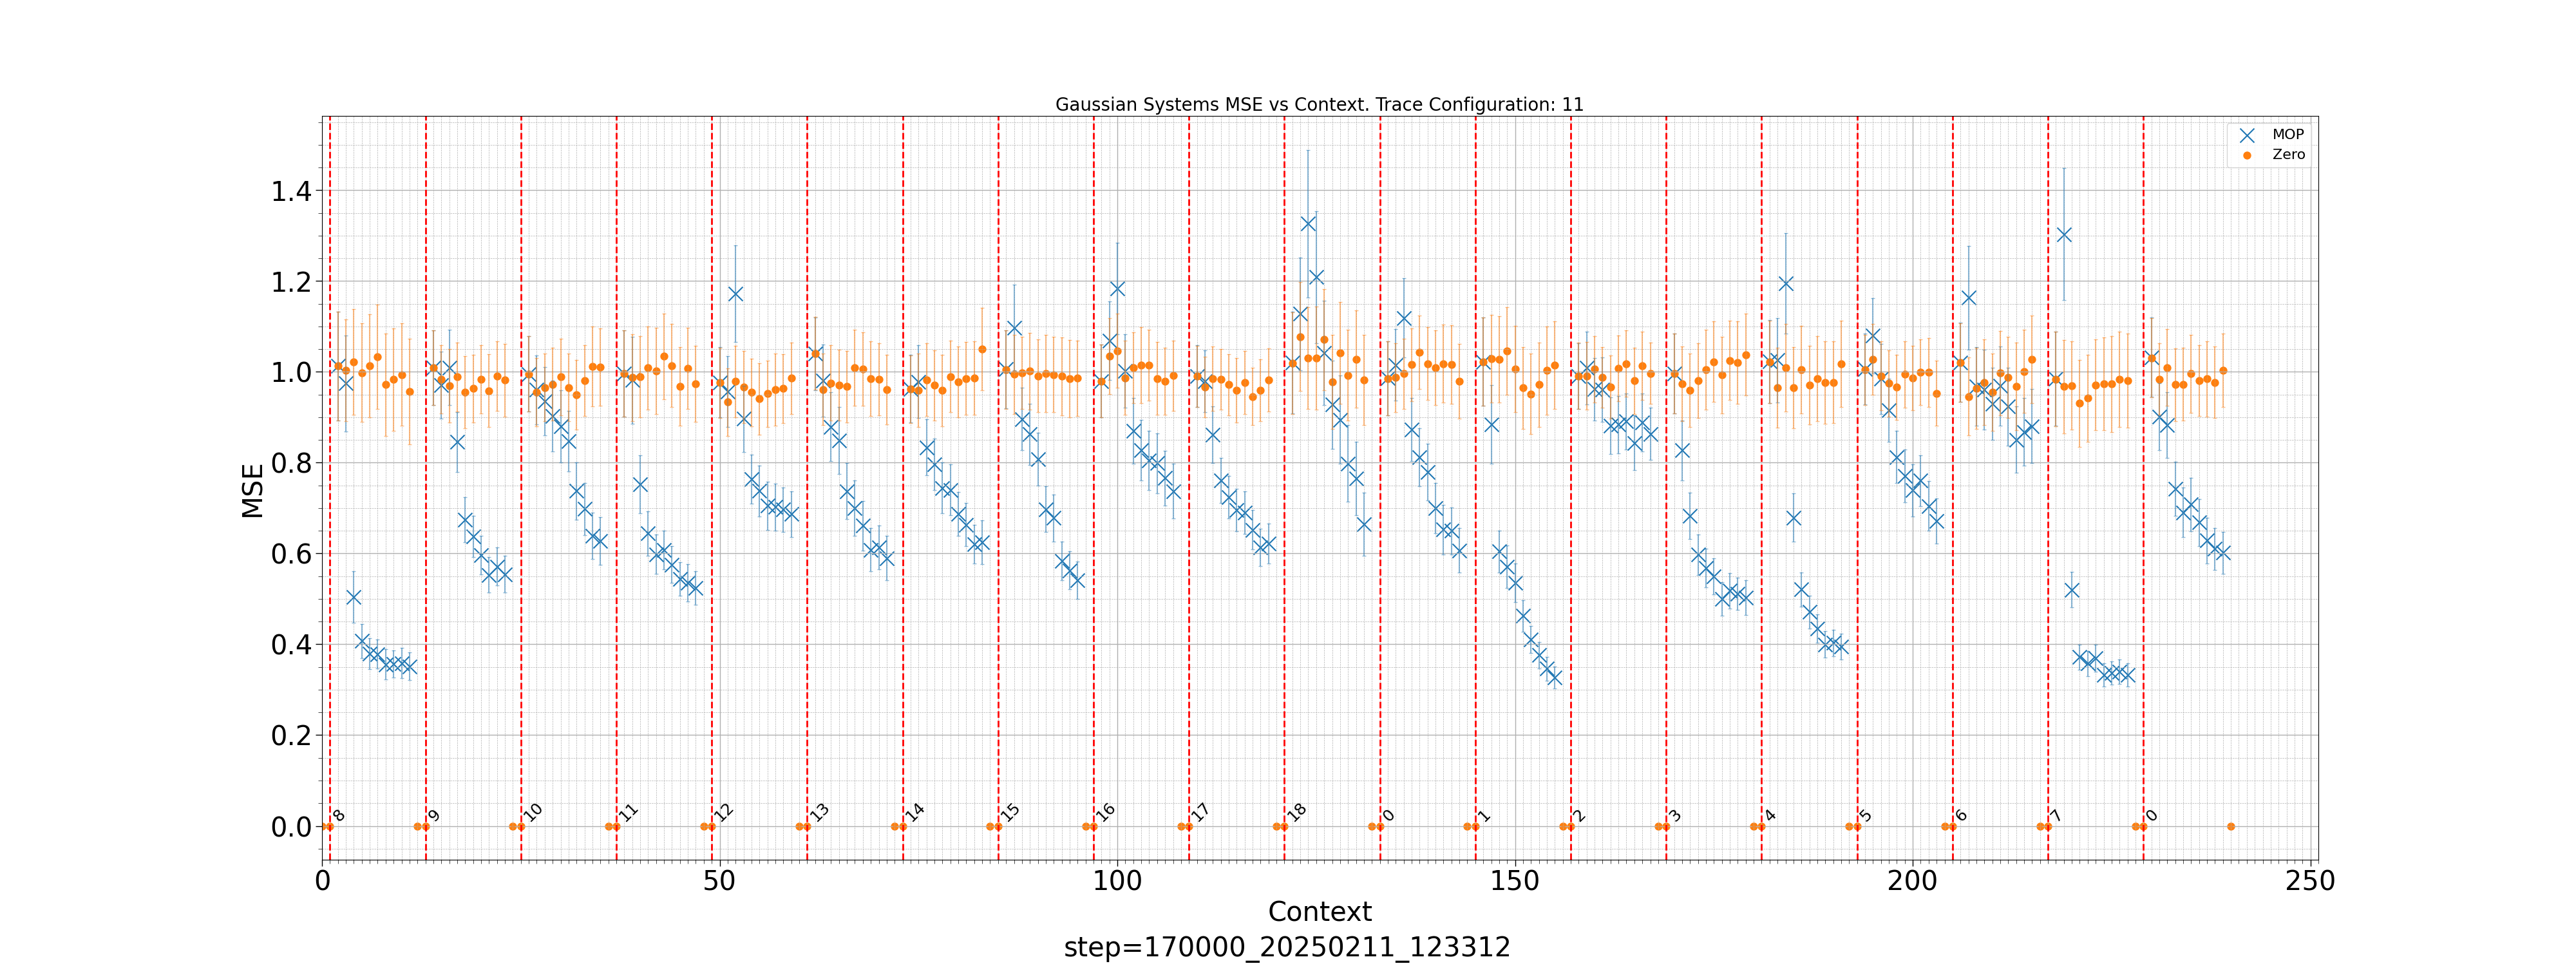 Gaussian Systems MSE vs Context. Trace Configuration: 11
MOP
Zero
MSE
1.4
1.2
1.0
0.8
0.6
0.4
0.2
0.0
8 9 10 11 12 13 14 15 16 17 18 0 1 2 3 4 5 6 7 0
0 50 100 150 200 250
Context
step=170000_20250211_123312